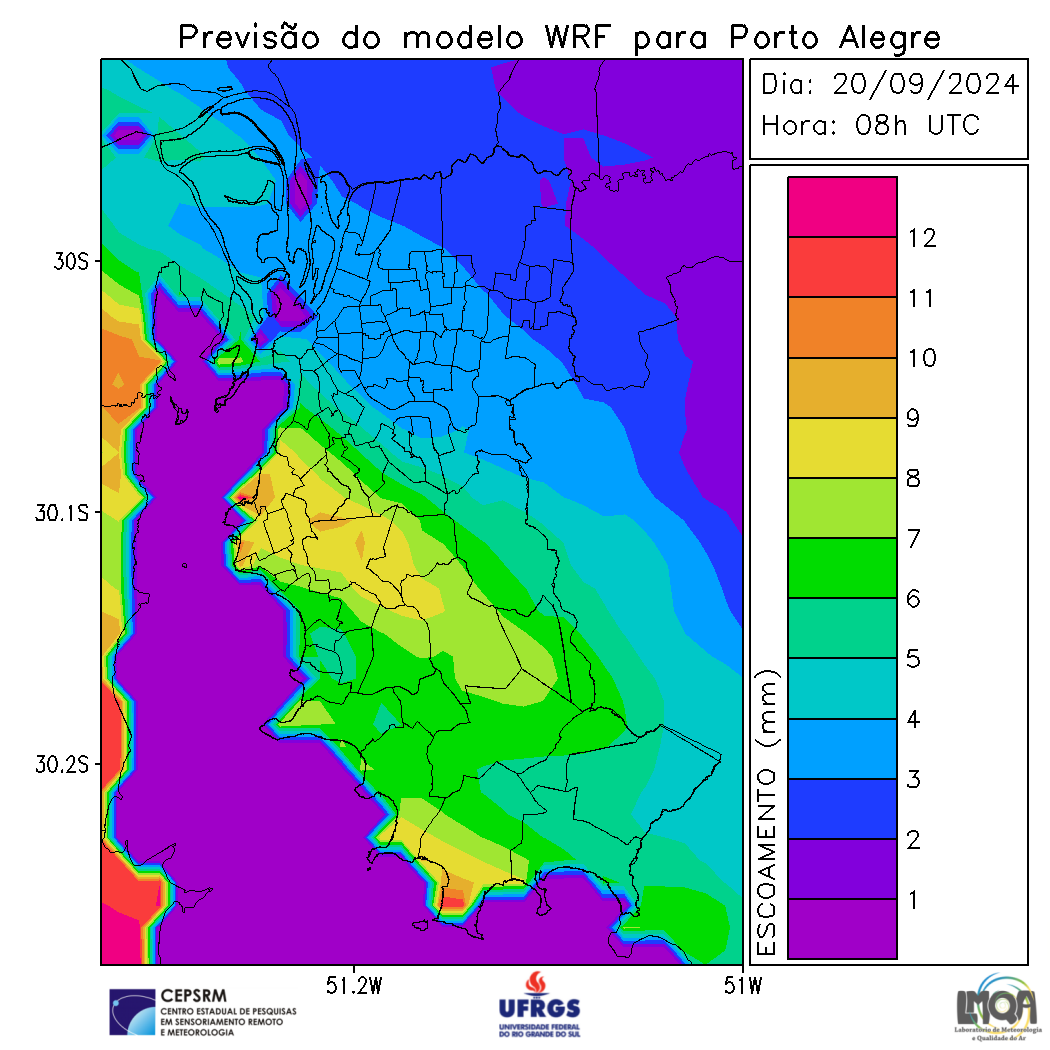 Previsão do modelo WRF para Porto Alegre
Dia: 20/09/2024
Hora: 08h UTC
30S
30.1S
30.2S
51.2W
51W
ESCOAMENTO (mm)
12
11
10
9
8
7
6
5
4
3
2
1
CEPSRM
CENTRO ESTADUAL DE PESQUISAS
EM SENSORIAMENTO REMOTO
E METEOROLOGIA
UFRGS
UNIVERSIDADE FEDERAL
DO RIO GRANDE DO SUL
LMQA
Laboratório de Meteorologia
e Qualidade do Ar